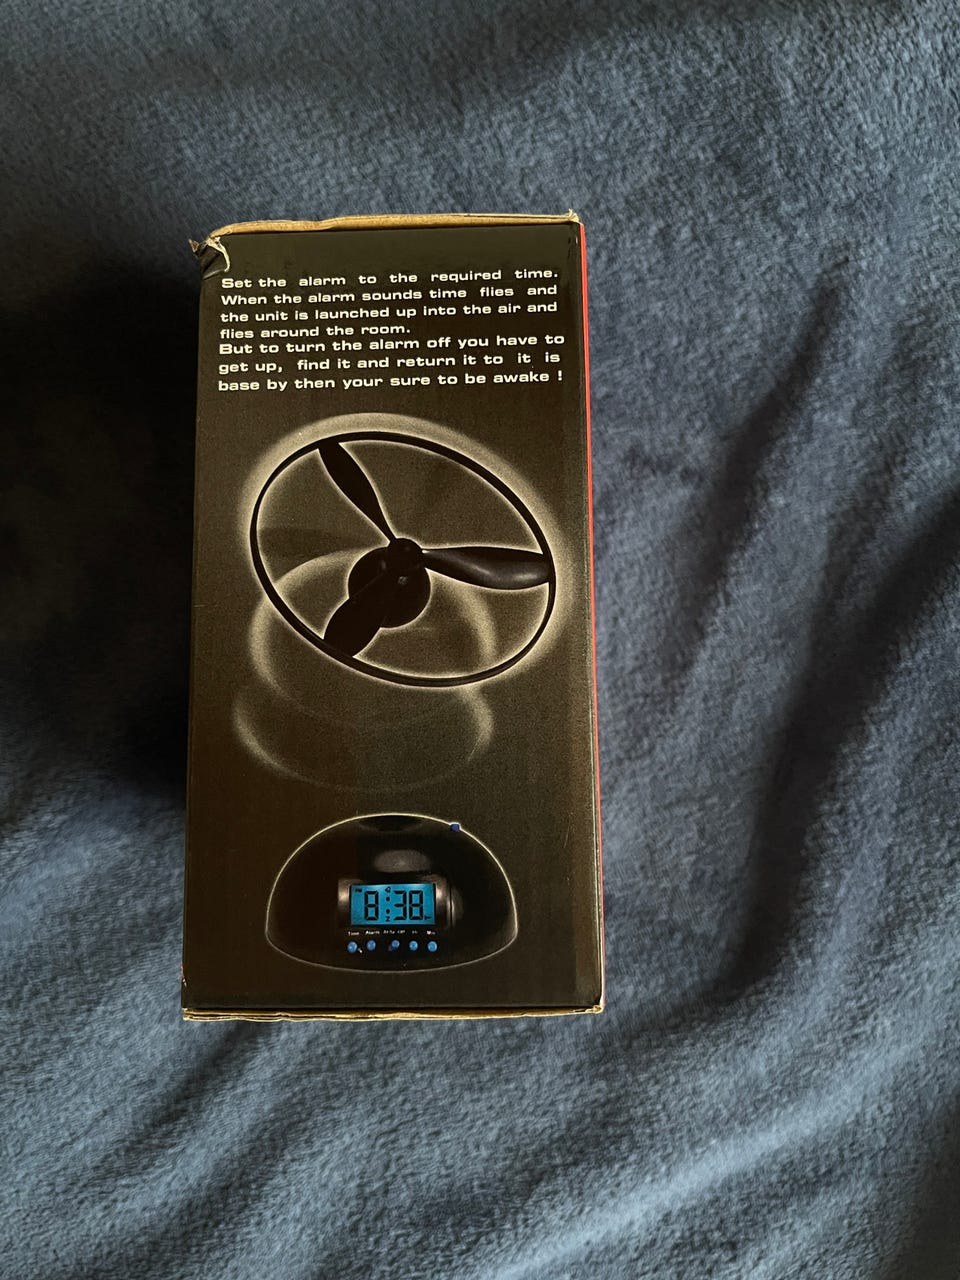 Set the alarm to the required time.
When the alarm sounds time flies and
the unit is launched up into the air and
flies around the room.
But to turn the alarm off you have to
get up, find it and return it to it is
base by then your sure to be awake !
8:38
Time Alarm